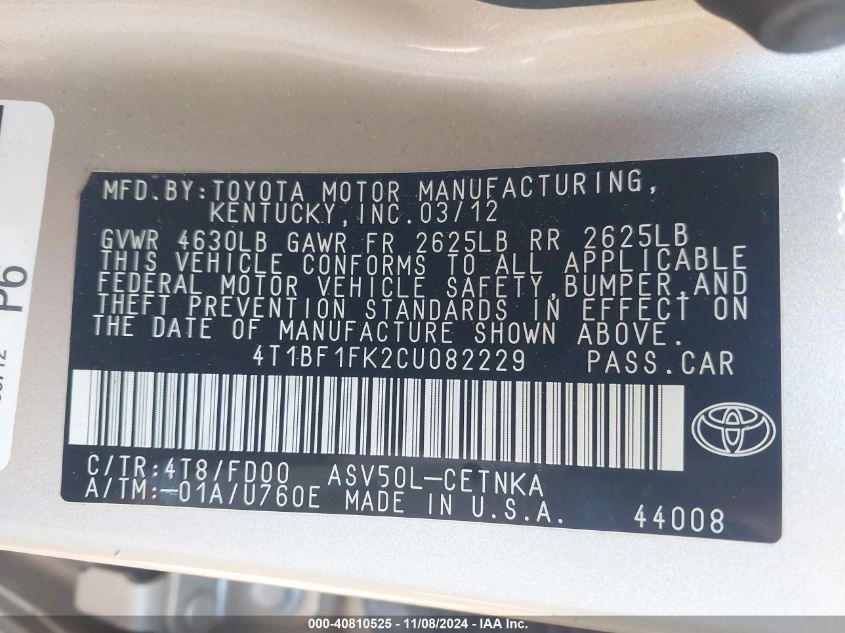 MFD.BY:TOYOTA MOTOR MANUFACTURING,
KENTUCKY,INC.03/12
GVWR 4630LB GAWR FR 2625LB RR 2625LB
THIS VEHICLE CONFORMS TO ALL APPLICABLE
FEDERAL MOTOR VEHICLE SAFETY,BUMPER,AND
THEFT PREVENTION STANDARDS IN EFFECT ON
THE DATE OF MANUFACTURE SHOWN ABOVE.
4T1BF1FK2CU082229 PASS.CAR
C/TR:4T8/FD00 ASV50L-CETNKA
A/TM:-01A/U760E MADE IN U.S.A. 44008
P6
000-40810525 - 11/08/2024 - IAA Inc.